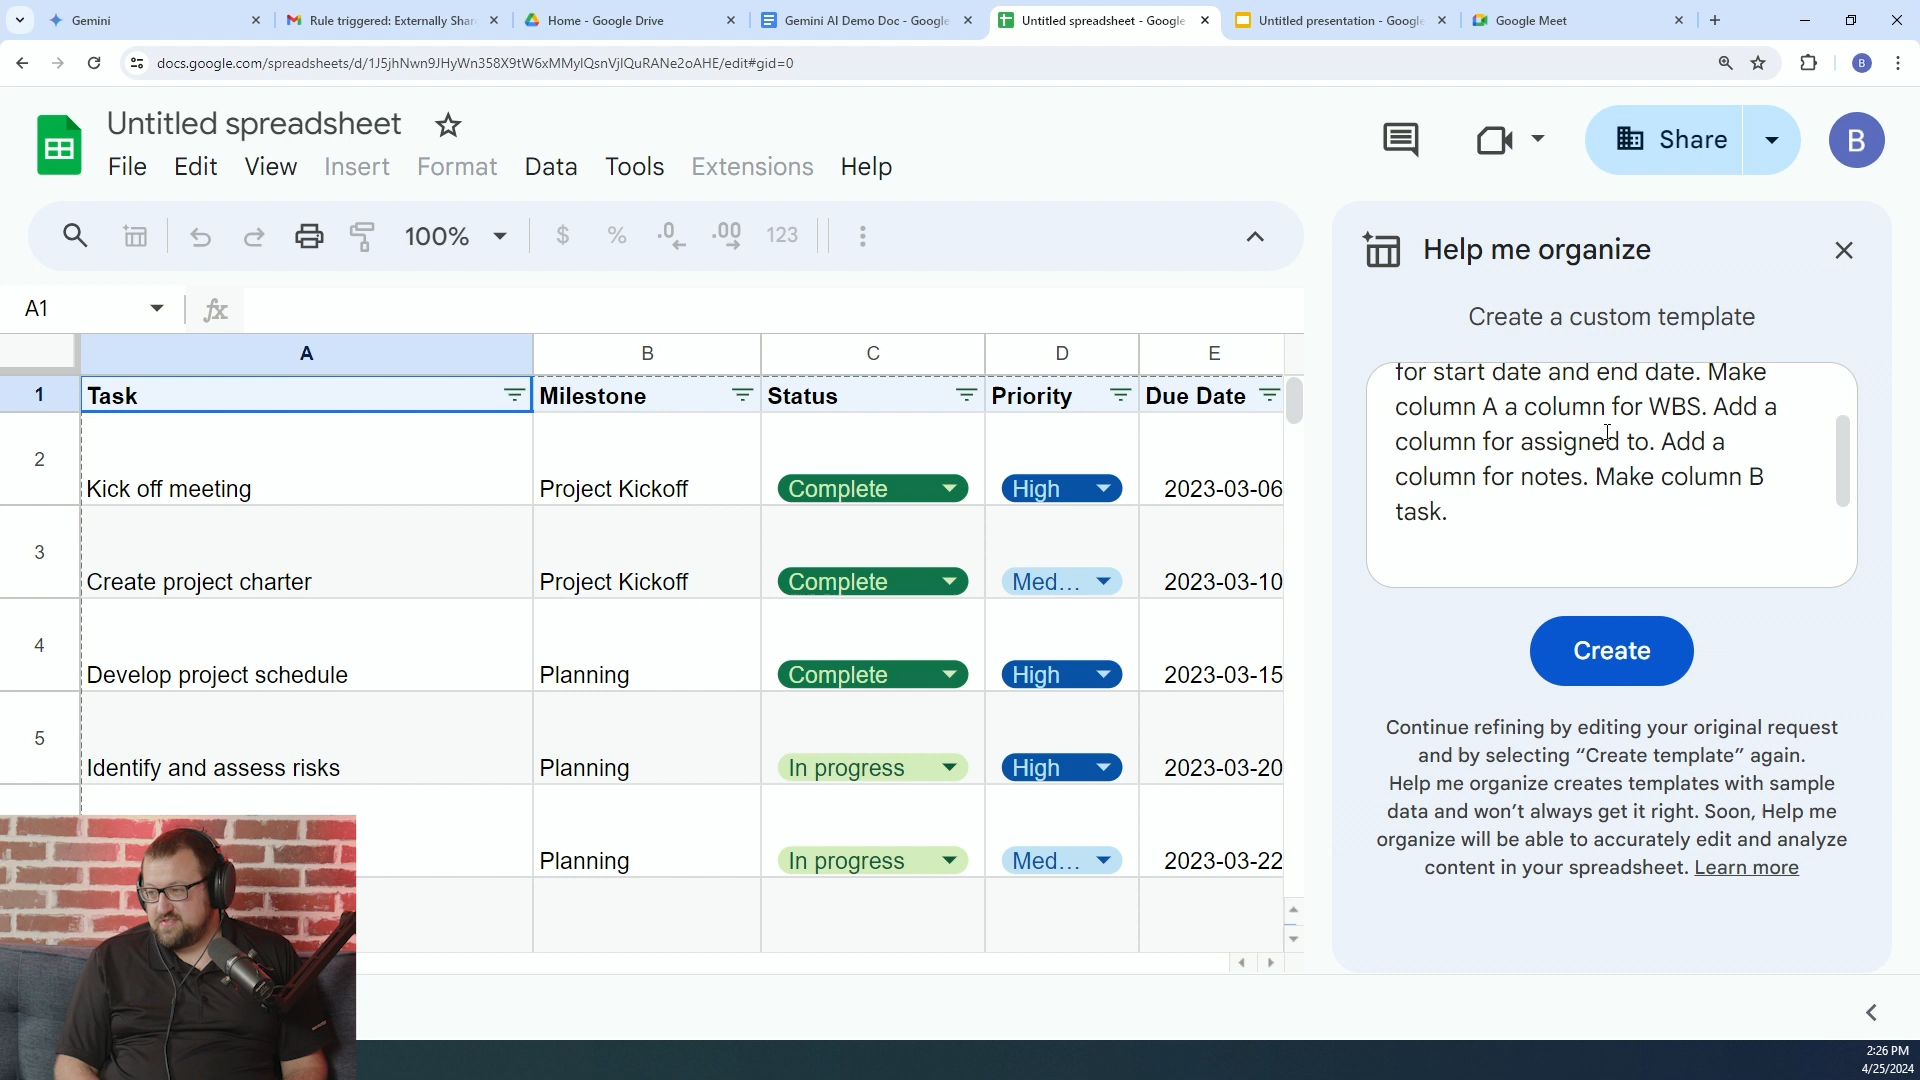 Gemini
Rule triggered: Externally Shar
Home - Google Drive
Gemini AI Demo Doc - Google
Untitled spreadsheet - Google
Untitled presentation - Google
Google Meet
docs.google.com/spreadsheets/d/1J5jhNwn9JHyWn358X9tW6xMMyIQsnVjlQuRANe2oAHE/edit#gid=0
B
Untitled spreadsheet
File Edit View Insert Format Data Tools Extensions Help
Share
B
100%
$ % .0 .00 123
Help me organize
A1
fx
Create a custom template
A B C D E
1 Task Milestone Status Priority Due Date
2 Kick off meeting Project Kickoff Complete High 2023-03-06
3 Create project charter Project Kickoff Complete Med... 2023-03-10
4 Develop project schedule Planning Complete High 2023-03-15
5 Identify and assess risks Planning In progress High 2023-03-20
Planning In progress Med... 2023-03-22
for start date and end date. Make
column A a column for WBS. Add a
column for assigned to. Add a
column for notes. Make column B
task.
Create
Continue refining by editing your original request
and by selecting “Create template” again.
Help me organize creates templates with sample
data and won’t always get it right. Soon, Help me
organize will be able to accurately edit and analyze
content in your spreadsheet. Learn more
2:26 PM
4/25/2024